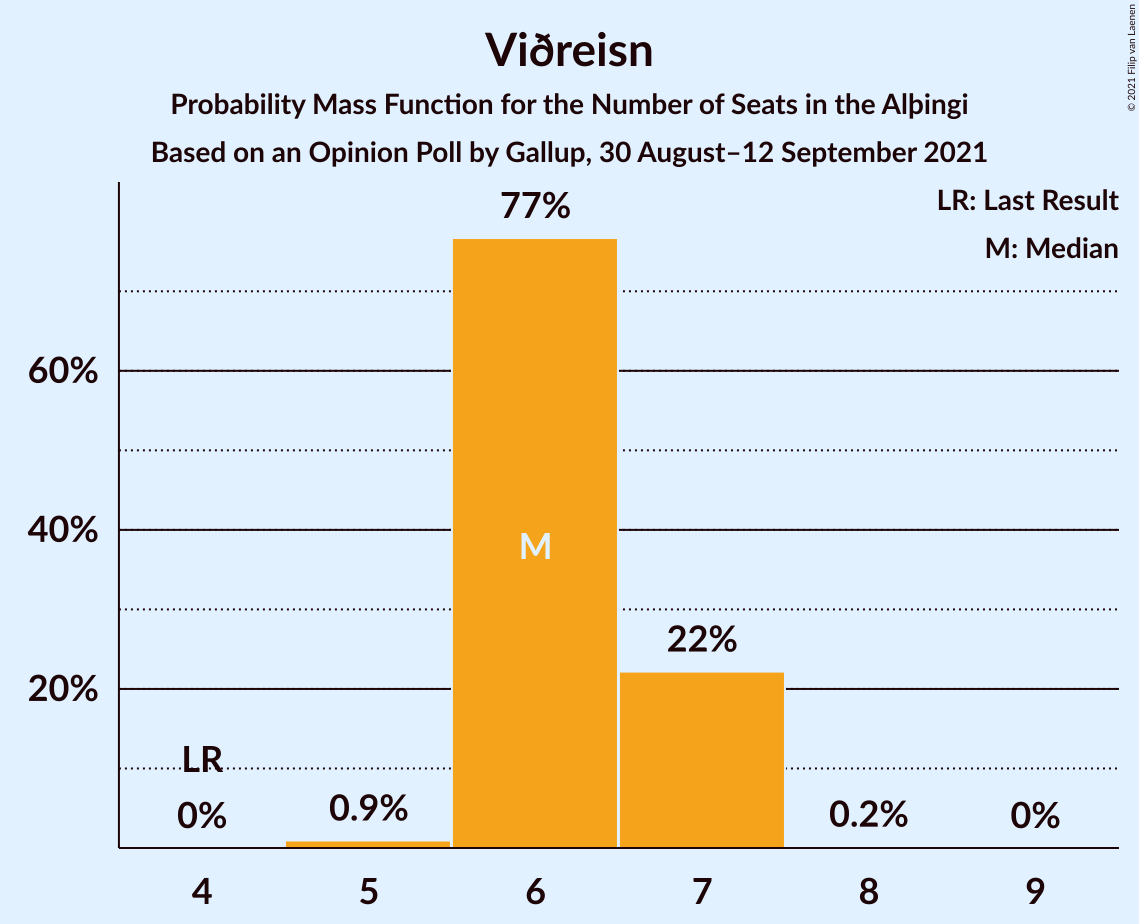 Viðreisn
Probability Mass Function for the Number of Seats in the Alþingi
Based on an Opinion Poll by Gallup, 30 August–12 September 2021
© 2021 Filip van Laenen
LR: Last Result
M: Median
77%
60%
40%
M
22%
20%
LR
0%
0.9%
0.2%
0%
4
5
6
7
8
9